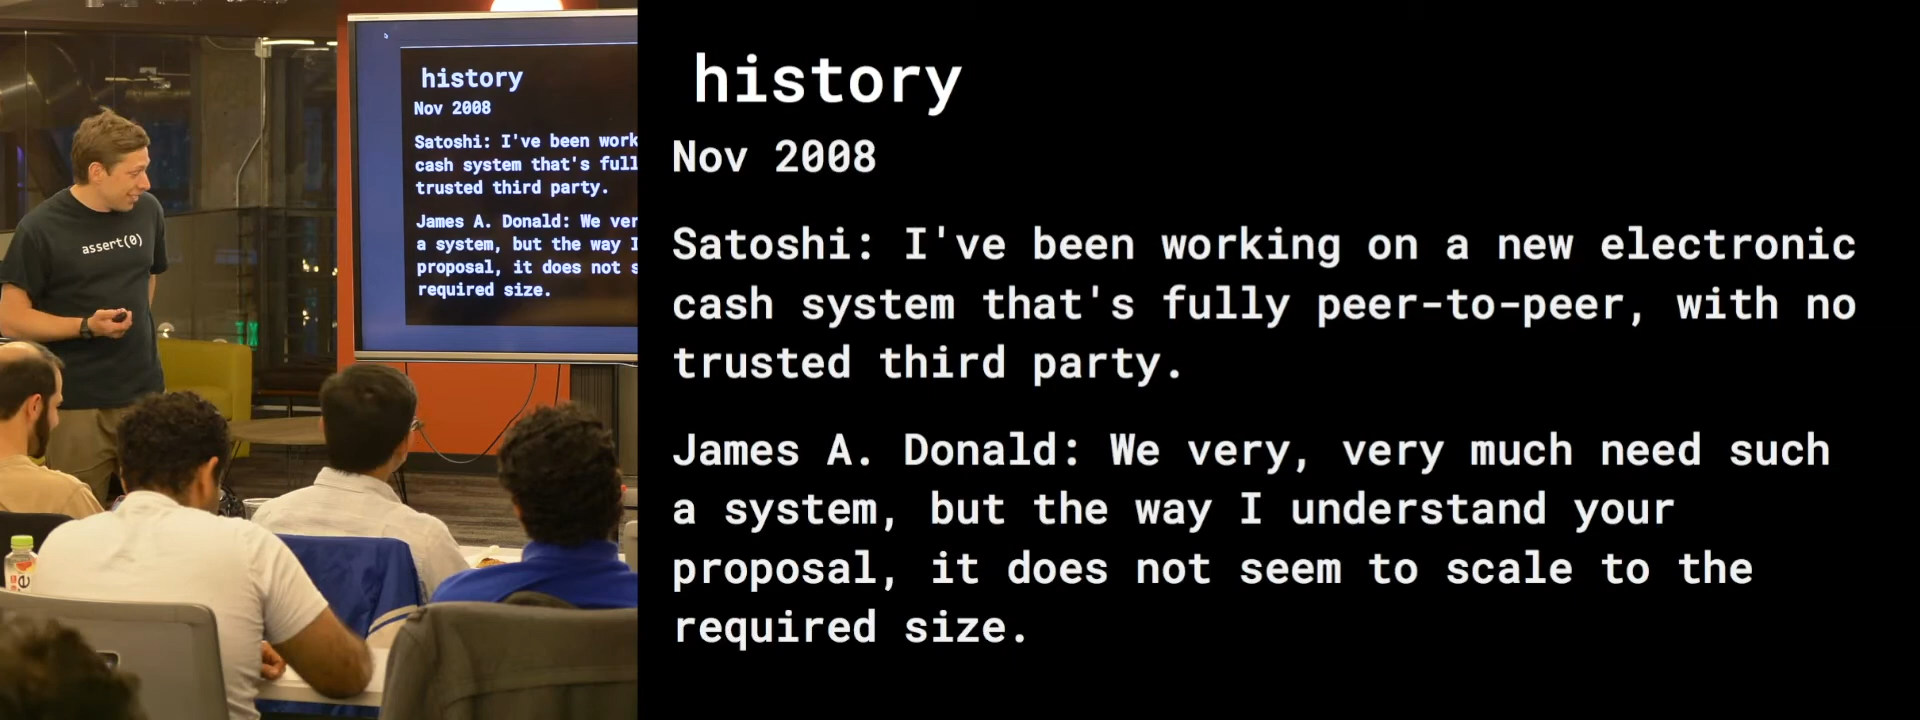 assert(0)
history
Nov 2008
Satoshi: I've been work
cash system that's full
trusted third party.
James A. Donald: We ver
a system, but the way I
proposal, it does not s
required size.
history
Nov 2008
Satoshi: I've been working on a new electronic
cash system that's fully peer-to-peer, with no
trusted third party.
James A. Donald: We very, very much need such
a system, but the way I understand your
proposal, it does not seem to scale to the
required size.